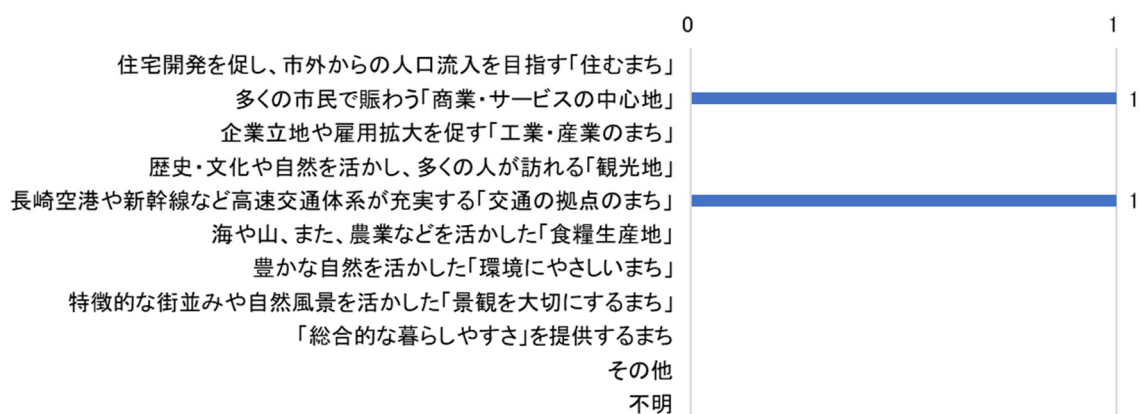 0 1
住宅開発を促し、市外からの人口流入を目指す「住むまち」
多くの市民で賑わう「商業・サービスの中心地」 1
企業立地や雇用拡大を促す「工業・産業のまち」
歴史・文化や自然を活かし、多くの人が訪れる「観光地」
長崎空港や新幹線など高速交通体系が充実する「交通の拠点のまち」 1
海や山、また、農業などを活かした「食糧生産地」
豊かな自然を活かした「環境にやさしいまち」
特徴的な街並みや自然風景を活かした「景観を大切にするまち」
「総合的な暮らしやすさ」を提供するまち
その他
不明